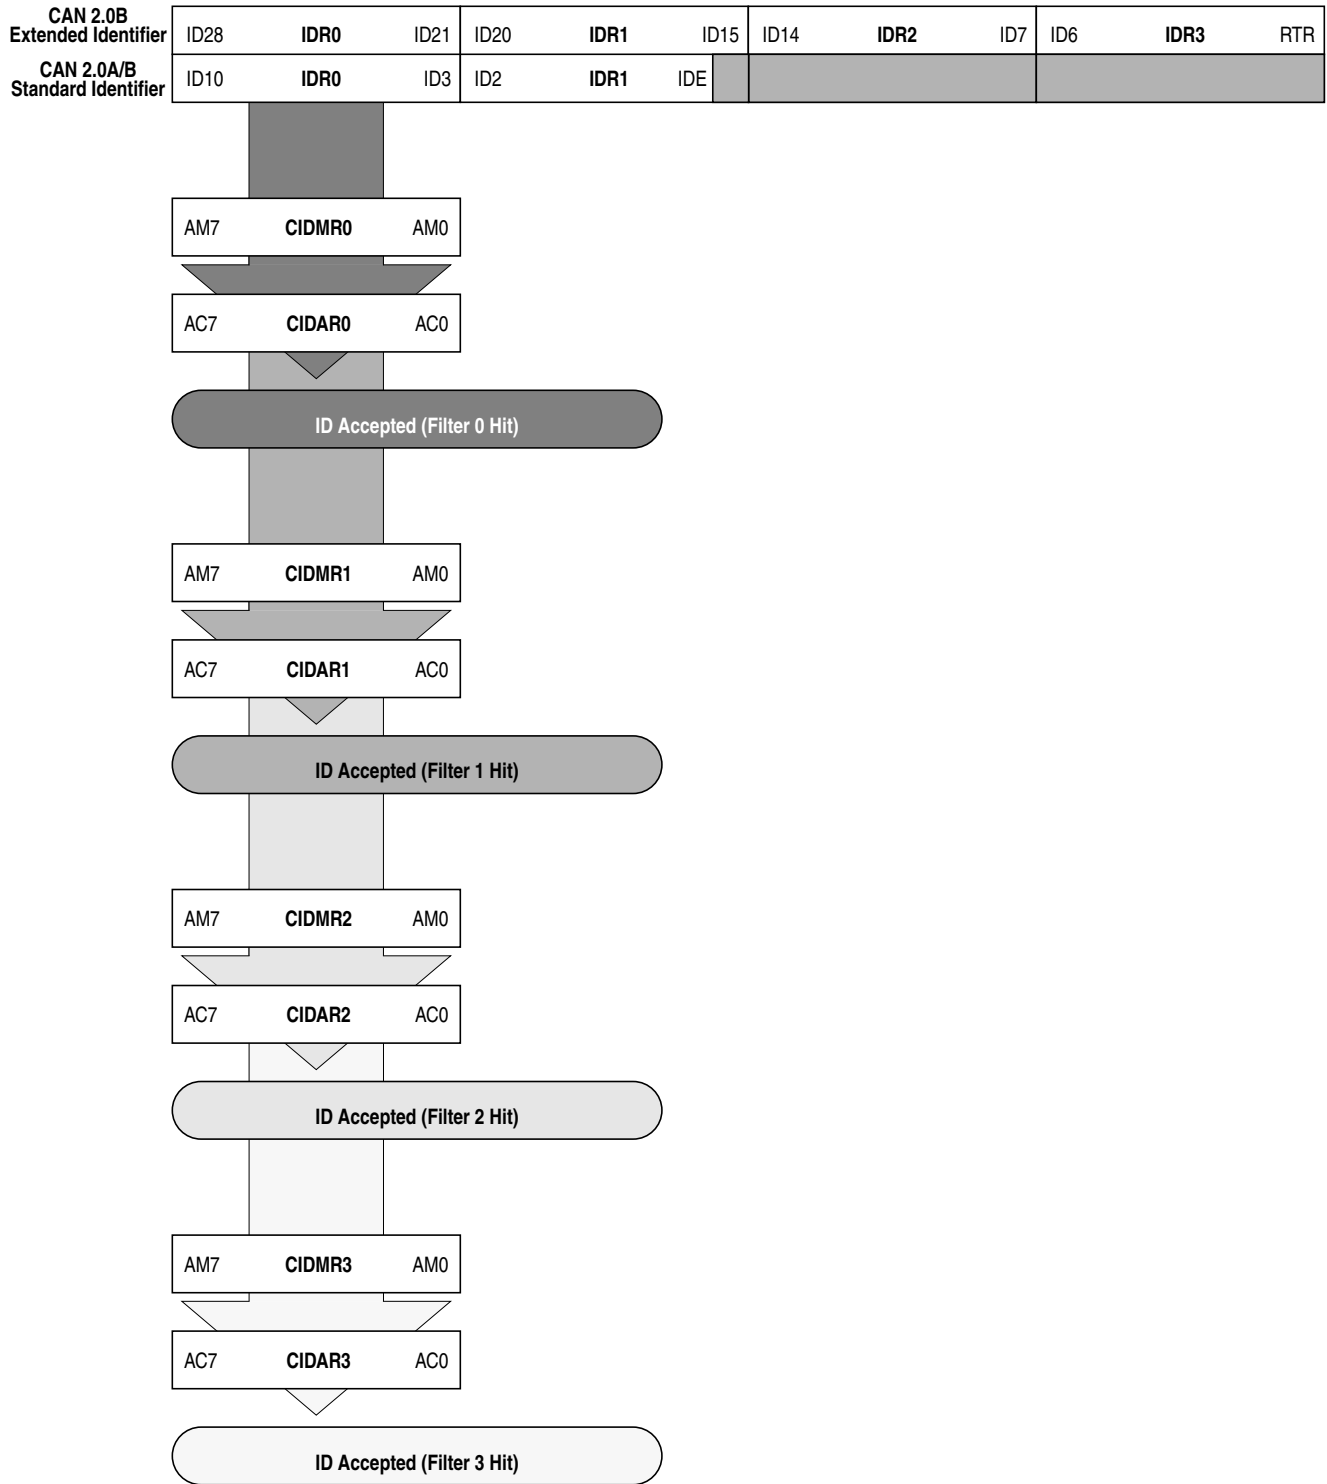 CAN 2.0B
Extended Identifier ID28 IDR0 ID21 ID20 IDR1 ID15 ID14 IDR2 ID7 ID6 IDR3 RTR
CAN 2.0A/B
Standard Identifier ID10 IDR0 ID3 ID2 IDR1 IDE
AM7 CIDMR0 AM0
AC7 CIDAR0 AC0
ID Accepted (Filter 0 Hit)
AM7 CIDMR1 AM0
AC7 CIDAR1 AC0
ID Accepted (Filter 1 Hit)
AM7 CIDMR2 AM0
AC7 CIDAR2 AC0
ID Accepted (Filter 2 Hit)
AM7 CIDMR3 AM0
AC7 CIDAR3 AC0
ID Accepted (Filter 3 Hit)